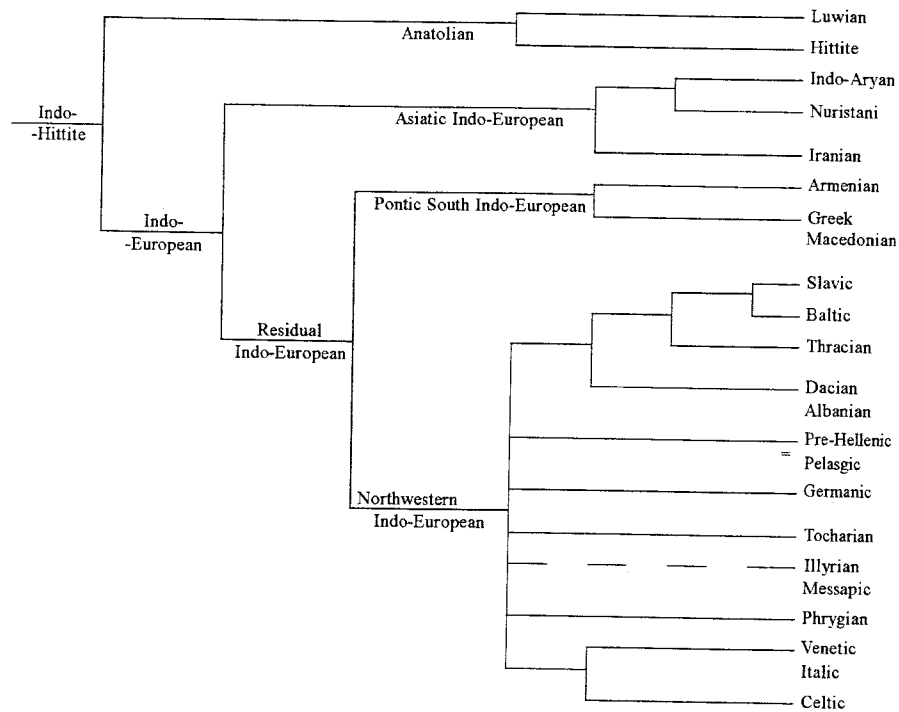 Luwian
Anatolian
Hittite
Indo-Aryan
Indo-
-Hittite
Asiatic Indo-European
Nuristani
Iranian
Armenian
Pontic South Indo-European
Greek
Macedonian
Indo-
-European
Slavic
Baltic
Residual
Indo-European
Thracian
Dacian
Albanian
Pre-Hellenic
=
Pelasgic
Northwestern
Indo-European
Germanic
Tocharian
Illyrian
Messapic
Phrygian
Venetic
Italic
Celtic